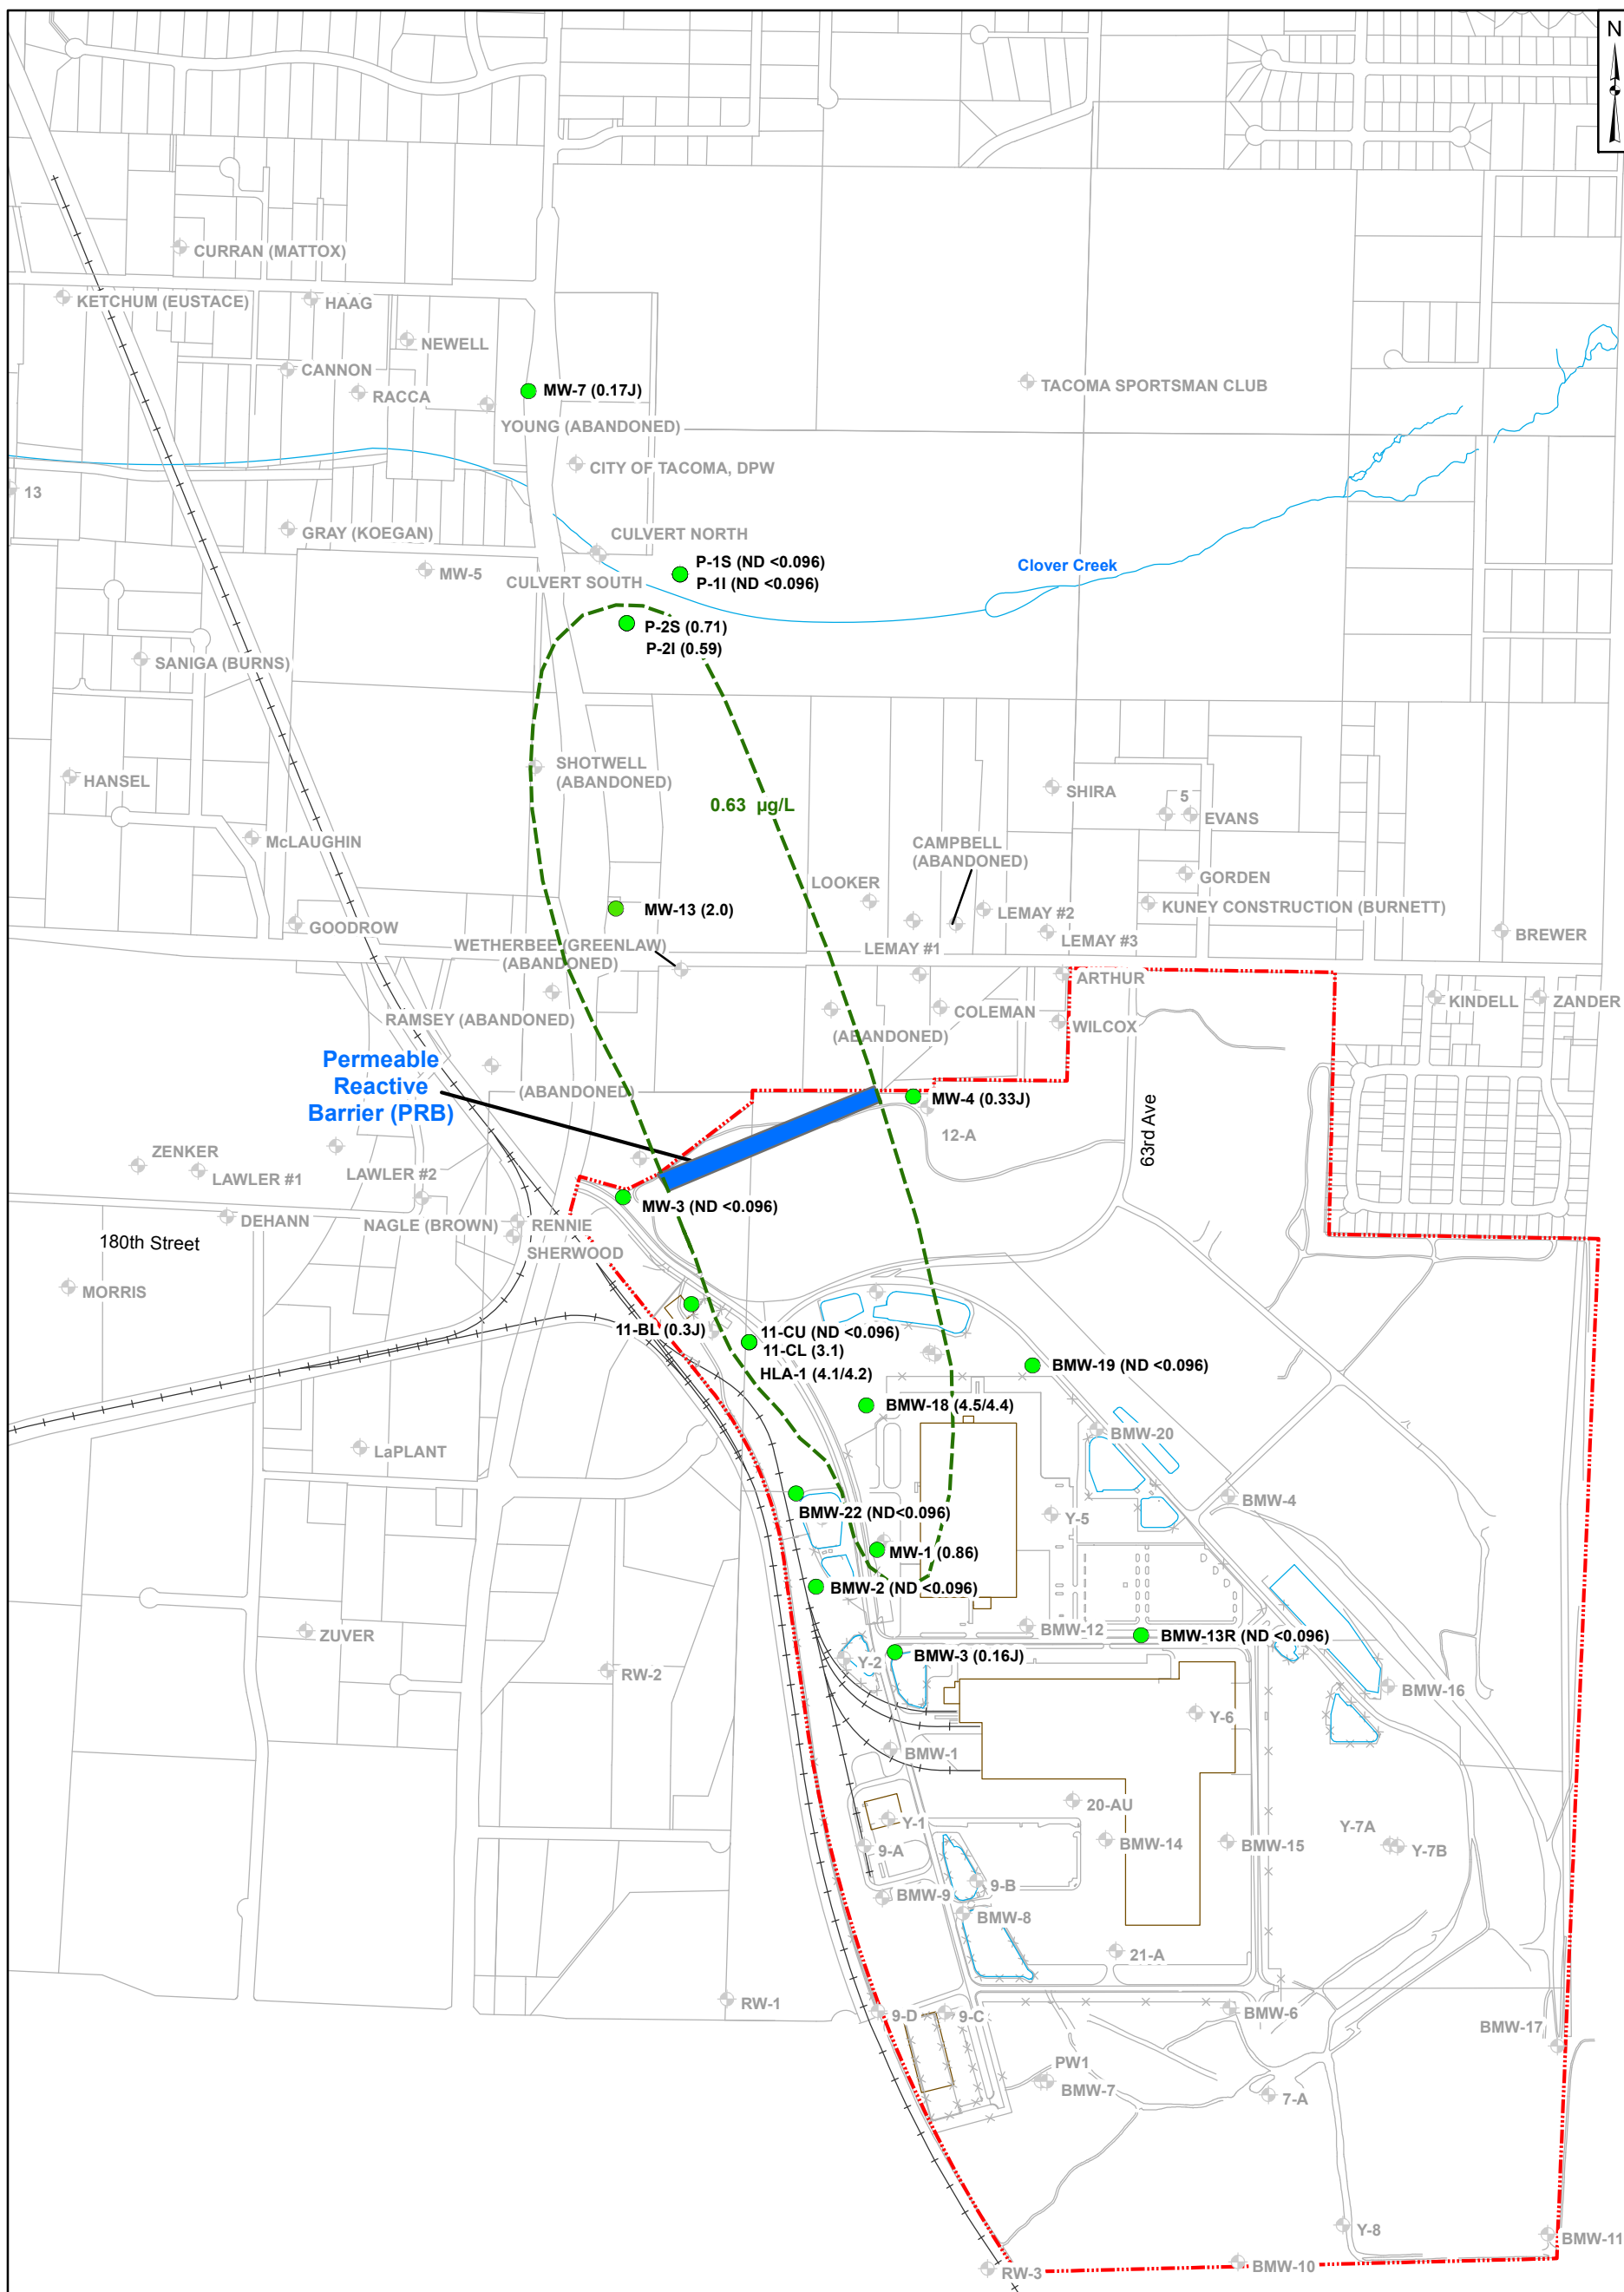 N
CURRAN (MATTOX)
KETCHUM (EUSTACE)
HAAG
NEWELL
CANNON
RACCA
MW-7 (0.17J)
TACOMA SPORTSMAN CLUB
YOUNG (ABANDONED)
CITY OF TACOMA, DPW
13
GRAY (KOEGAN)
CULVERT NORTH
MW-5
CULVERT SOUTH
P-1S (ND <0.096)
P-1I (ND <0.096)
Clover Creek
P-2S (0.71)
P-2I (0.59)
SANIGA (BURNS)
HANSEL
SHOTWELL
(ABANDONED)
0.63 µg/L
SHIRA
5
EVANS
McLAUGHIN
CAMPBELL
(ABANDONED)
GORDEN
LOOKER
LEMAY #2
KUNEY CONSTRUCTION (BURNETT)
MW-13 (2.0)
GOODROW
WETHERBEE (GREENLAW)
(ABANDONED)
LEMAY #1
LEMAY #3
BREWER
ARTHUR
KINDELL
ZANDER
RAMSEY (ABANDONED)
COLEMAN
(ABANDONED)
WILCOX
Permeable
Reactive
Barrier (PRB)
(ABANDONED)
MW-4 (0.33J)
12-A
63rd Ave
ZENKER
LAWLER #1
LAWLER #2
MW-3 (ND <0.096)
DEHANN
NAGLE (BROWN)
RENNIE
180th Street
SHERWOOD
MORRIS
11-BL (0.3J)
11-CU (ND <0.096)
11-CL (3.1)
HLA-1 (4.1/4.2)
BMW-19 (ND <0.096)
BMW-18 (4.5/4.4)
BMW-20
LaPLANT
BMW-4
BMW-22 (ND<0.096)
Y-5
MW-1 (0.86)
BMW-2 (ND <0.096)
ZUVER
BMW-12
BMW-13R (ND <0.096)
BMW-3 (0.16J)
Y-2
RW-2
BMW-16
Y-6
BMW-1
20-AU
Y-1
9-A
BMW-14
BMW-15
Y-7A
Y-7B
9-B
BMW-9
BMW-8
21-A
RW-1
9-D
9-C
BMW-6
BMW-17
PW1
BMW-7
7-A
Y-8
BMW-11
BMW-10
RW-3